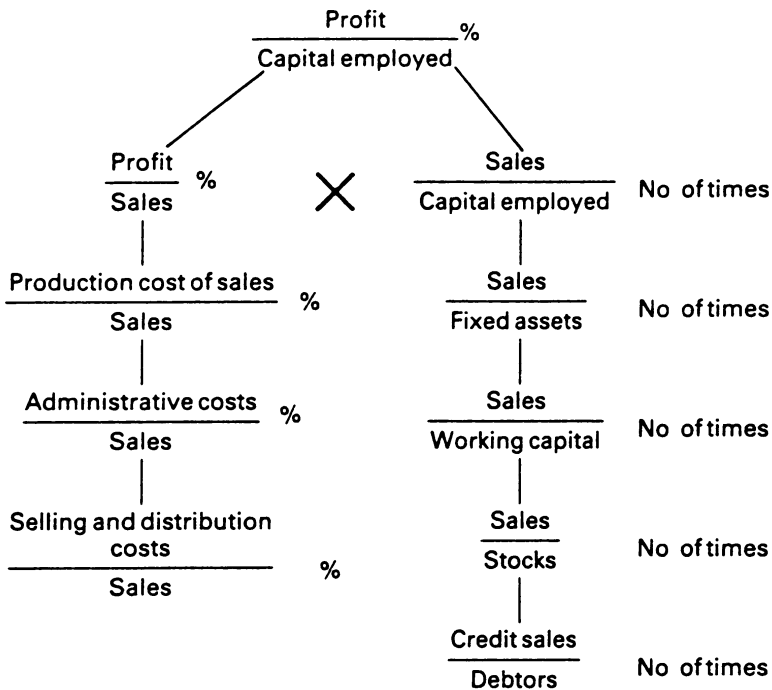 Profit
%
Capital employed
Profit
%
Sales
×
Sales
Capital employed
No of times
Production cost of sales
%
Sales
Sales
Fixed assets
No of times
Administrative costs
%
Sales
Sales
Working capital
No of times
Selling and distribution
costs
%
Sales
Sales
Stocks
No of times
Credit sales
Debtors
No of times